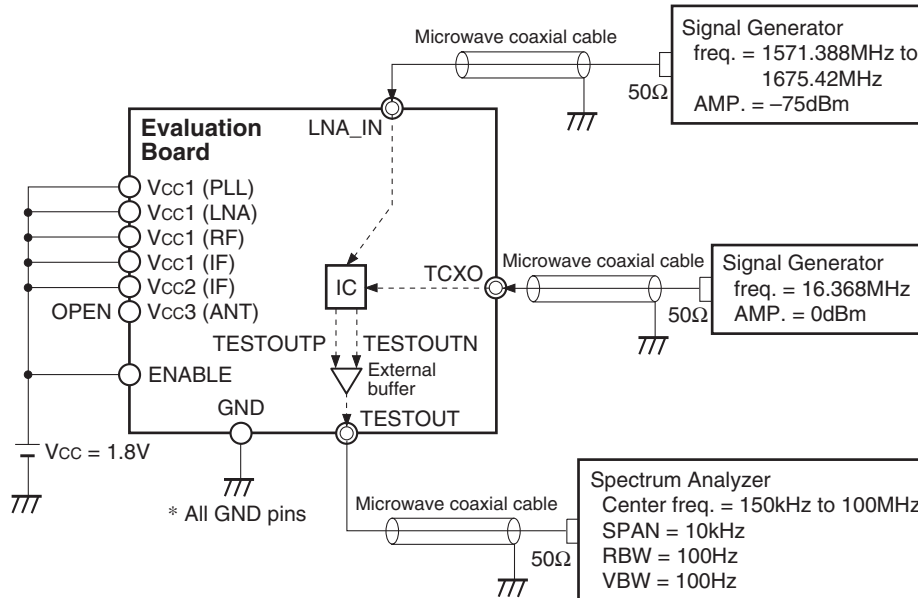 Signal Generator
freq. = 1571.388MHz to
1675.42MHz
AMP. = –75dBm
Microwave coaxial cable
50Ω
LNA_IN
Evaluation
Board
VCC1 (PLL)
VCC1 (LNA)
VCC1 (RF)
VCC1 (IF)
VCC2 (IF)
OPEN
VCC3 (ANT)
ENABLE
IC
TCXO
Microwave coaxial cable
50Ω
Signal Generator
freq. = 16.368MHz
AMP. = 0dBm
TESTOUTP
TESTOUTN
External
buffer
GND
TESTOUT
VCC = 1.8V
* All GND pins
Microwave coaxial cable
50Ω
Spectrum Analyzer
Center freq. = 150kHz to 100MHz
SPAN = 10kHz
RBW = 100Hz
VBW = 100Hz